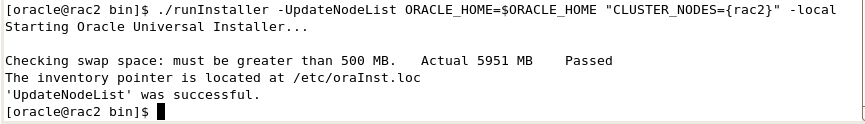 [oracle@rac2 bin]$ ./runInstaller -UpdateNodeList ORACLE_HOME=$ORACLE_HOME "CLUSTER_NODES={rac2}" -local
Starting Oracle Universal Installer...
Checking swap space: must be greater than 500 MB.   Actual 5951 MB    Passed
The inventory pointer is located at /etc/oraInst.loc
'UpdateNodeList' was successful.
[oracle@rac2 bin]$